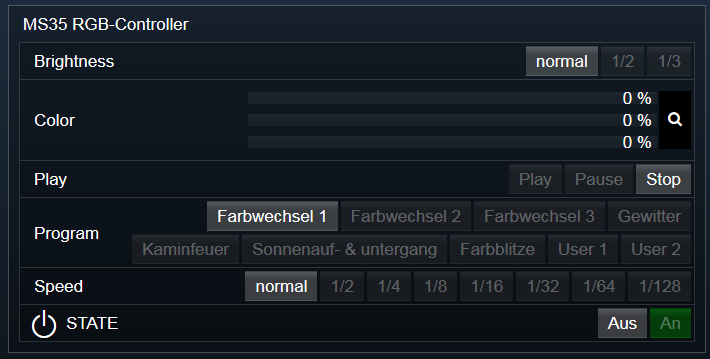 MS35 RGB-Controller
Brightness normal 1/2 1/3
0 %
Color 0 %
0 %
Play Play Pause Stop
Farbwechsel 1 Farbwechsel 2 Farbwechsel 3 Gewitter
Program
Kaminfeuer Sonnenauf- & untergang Farbblitze User 1 User 2
Speed normal 1/2 1/4 1/8 1/16 1/32 1/64 1/128
STATE Aus An